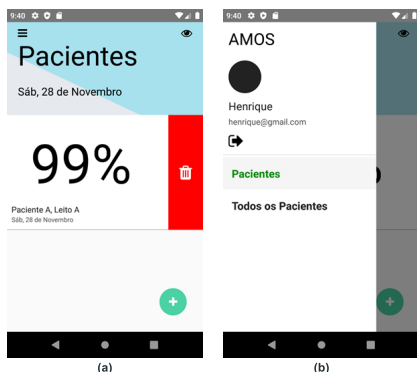 9:40
Pacientes
Sáb, 28 de Novembro
99%
Paciente A, Leito A
Sáb, 28 de Novembro
(a)
9:40
AMOS
Henrique
henrique@gmail.com
Pacientes
Todos os Pacientes
(b)